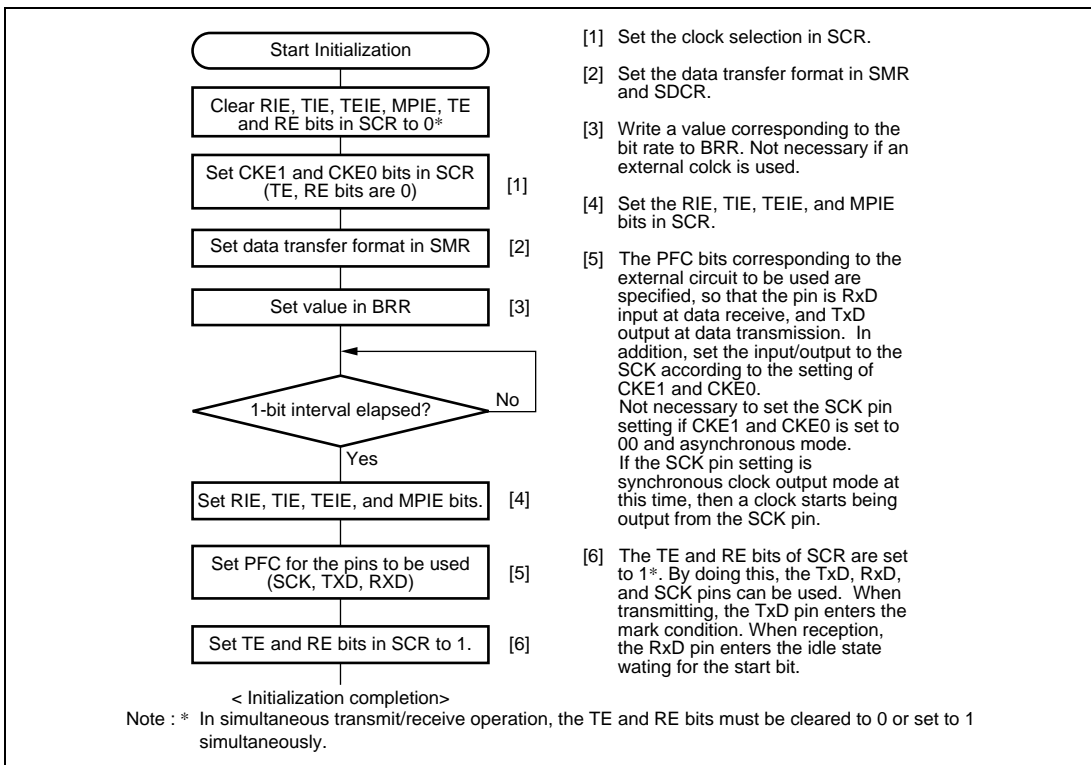 Start Initialization
Clear RIE, TIE, TEIE, MPIE, TE
and RE bits in SCR to 0*
Set CKE1 and CKE0 bits in SCR
(TE, RE bits are 0)
[1]
Set data transfer format in SMR
[2]
Set value in BRR
[3]
1-bit interval elapsed?
No
Yes
Set RIE, TIE, TEIE, and MPIE bits.
[4]
Set PFC for the pins to be used
(SCK, TXD, RXD)
[5]
Set TE and RE bits in SCR to 1.
[6]
< Initialization completion>
[1] Set the clock selection in SCR.
[2] Set the data transfer format in SMR
and SDCR.
[3] Write a value corresponding to the
bit rate to BRR. Not necessary if an
external colck is used.
[4] Set the RIE, TIE, TEIE, and MPIE
bits in SCR.
[5] The PFC bits corresponding to the
external circuit to be used are
specified, so that the pin is RxD
input at data receive, and TxD
output at data transmission. In
addition, set the input/output to the
SCK according to the setting of
CKE1 and CKE0.
Not necessary to set the SCK pin
setting if CKE1 and CKE0 is set to
00 and asynchronous mode.
If the SCK pin setting is
synchronous clock output mode at
this time, then a clock starts being
output from the SCK pin.
[6] The TE and RE bits of SCR are set
to 1*. By doing this, the TxD, RxD,
and SCK pins can be used. When
transmitting, the TxD pin enters the
mark condition. When reception,
the RxD pin enters the idle state
wating for the start bit.
Note : * In simultaneous transmit/receive operation, the TE and RE bits must be cleared to 0 or set to 1
simultaneously.